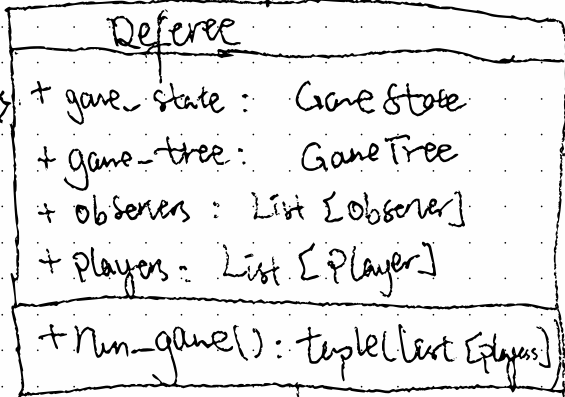 Referee
+ game_state : GameState
+ game_tree : GameTree
+ observers : List [Observer]
+ players : List [Player]
+ run_game() : tuple(list [players]